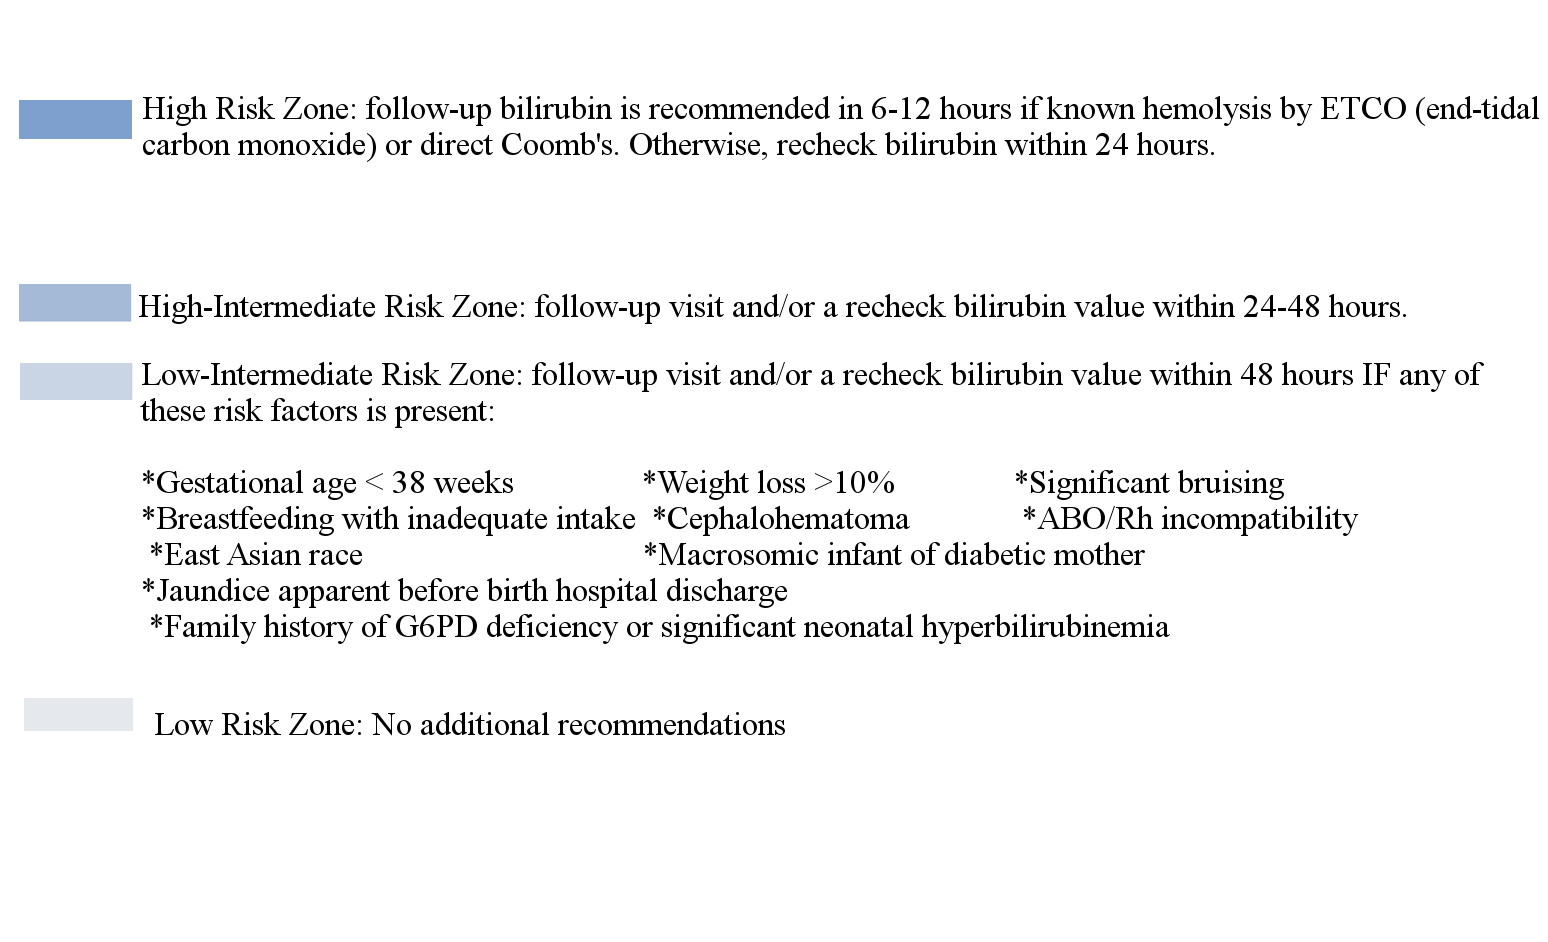 High Risk Zone: follow-up bilirubin is recommended in 6-12 hours if known hemolysis by ETCO (end-tidal
carbon monoxide) or direct Coomb's. Otherwise, recheck bilirubin within 24 hours.
High-Intermediate Risk Zone: follow-up visit and/or a recheck bilirubin value within 24-48 hours.
Low-Intermediate Risk Zone: follow-up visit and/or a recheck bilirubin value within 48 hours IF any of
these risk factors is present:
*Gestational age < 38 weeks *Weight loss >10% *Significant bruising
*Breastfeeding with inadequate intake *Cephalohematoma *ABO/Rh incompatibility
*East Asian race *Macrosomic infant of diabetic mother
*Jaundice apparent before birth hospital discharge
*Family history of G6PD deficiency or significant neonatal hyperbilirubinemia
Low Risk Zone: No additional recommendations